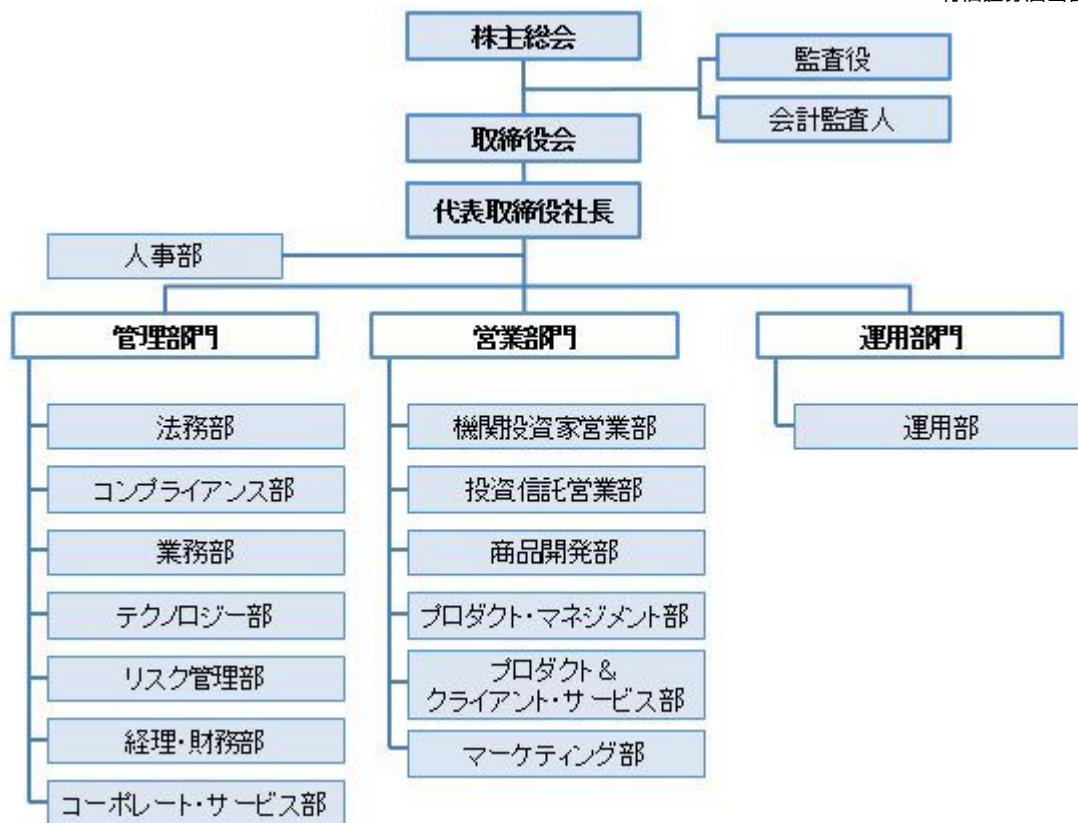 株主総会
監査役
会計監査人
取締役会
代表取締役社長
人事部
管理部門
営業部門
運用部門
法務部
コンプライアンス部
業務部
テクノロジー部
リスク管理部
経理・財務部
コーポレート・サービス部
機関投資家営業部
投資信託営業部
商品開発部
プロダクト・マネジメント部
プロダクト＆
クライアント・サービス部
マーケティング部
運用部